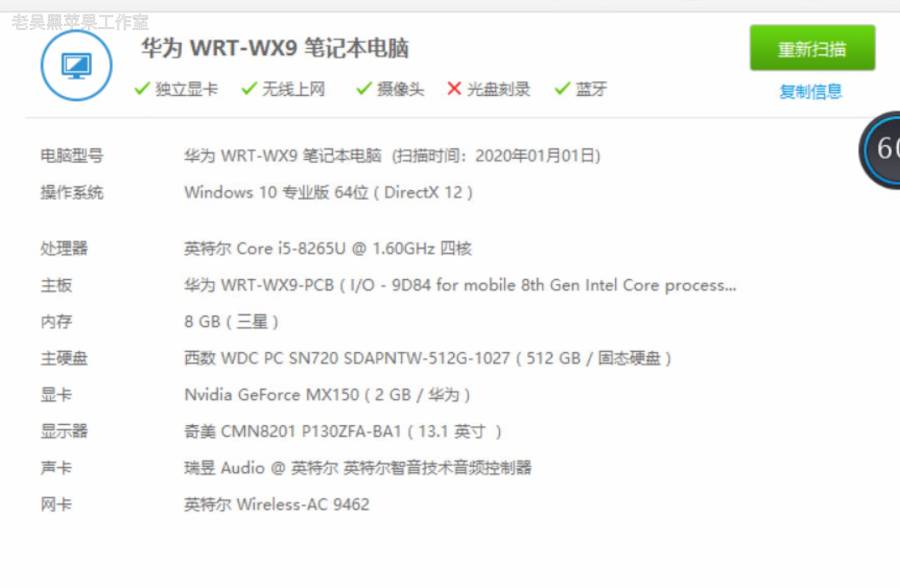 老吴黑苹果工作室
华为 WRT-WX9 笔记本电脑
重新扫描
独立显卡 无线上网 摄像头 光盘刻录 蓝牙
复制信息
电脑型号 华为 WRT-WX9 笔记本电脑 (扫描时间：2020年01月01日)
操作系统 Windows 10 专业版 64位 ( DirectX 12 )
处理器 英特尔 Core i5-8265U @ 1.60GHz 四核
主板 华为 WRT-WX9-PCB ( I/O - 9D84 for mobile 8th Gen Intel Core process...
内存 8 GB ( 三星 )
主硬盘 西数 WDC PC SN720 SDAPNTW-512G-1027 ( 512 GB / 固态硬盘 )
显卡 Nvidia GeForce MX150 ( 2 GB / 华为 )
显示器 奇美 CMN8201 P130ZFA-BA1 ( 13.1 英寸 )
声卡 瑞昱 Audio @ 英特尔 英特尔智音技术音频控制器
网卡 英特尔 Wireless-AC 9462